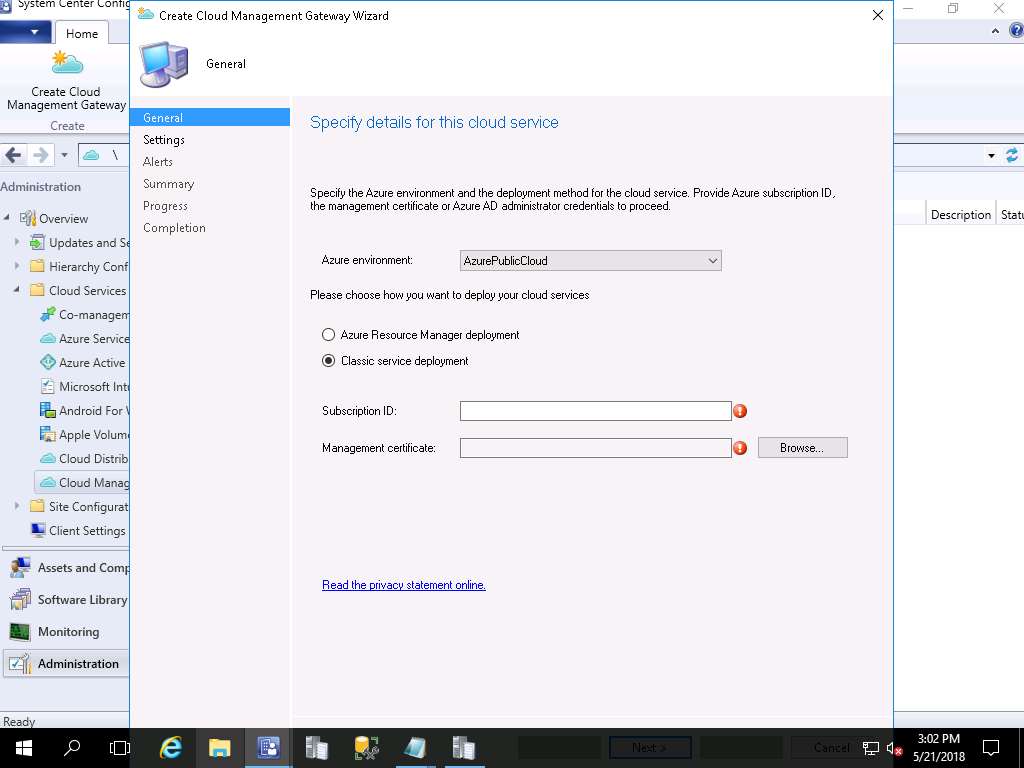 System Center Config
Create Cloud Management Gateway Wizard
Home
Create Cloud
Management Gateway
Create
\
Administration
Overview
Updates and Se
Hierarchy Conf
Cloud Services
Co-managem
Azure Service
Azure Active
Microsoft Intu
Android For W
Apple Volume
Cloud Distrib
Cloud Manag
Site Configurat
Client Settings
Assets and Comp
Software Library
Monitoring
Administration
Ready
General
General
Settings
Alerts
Summary
Progress
Completion
Specify details for this cloud service
Specify the Azure environment and the deployment method for the cloud service. Provide Azure subscription ID,
the management certificate or Azure AD administrator credentials to proceed.
Azure environment: AzurePublicCloud
Please choose how you want to deploy your cloud services
Azure Resource Manager deployment
Classic service deployment
Subscription ID:
Management certificate: Browse...
Read the privacy statement online.
Description Statu
Next > Cancel
3:02 PM
5/21/2018